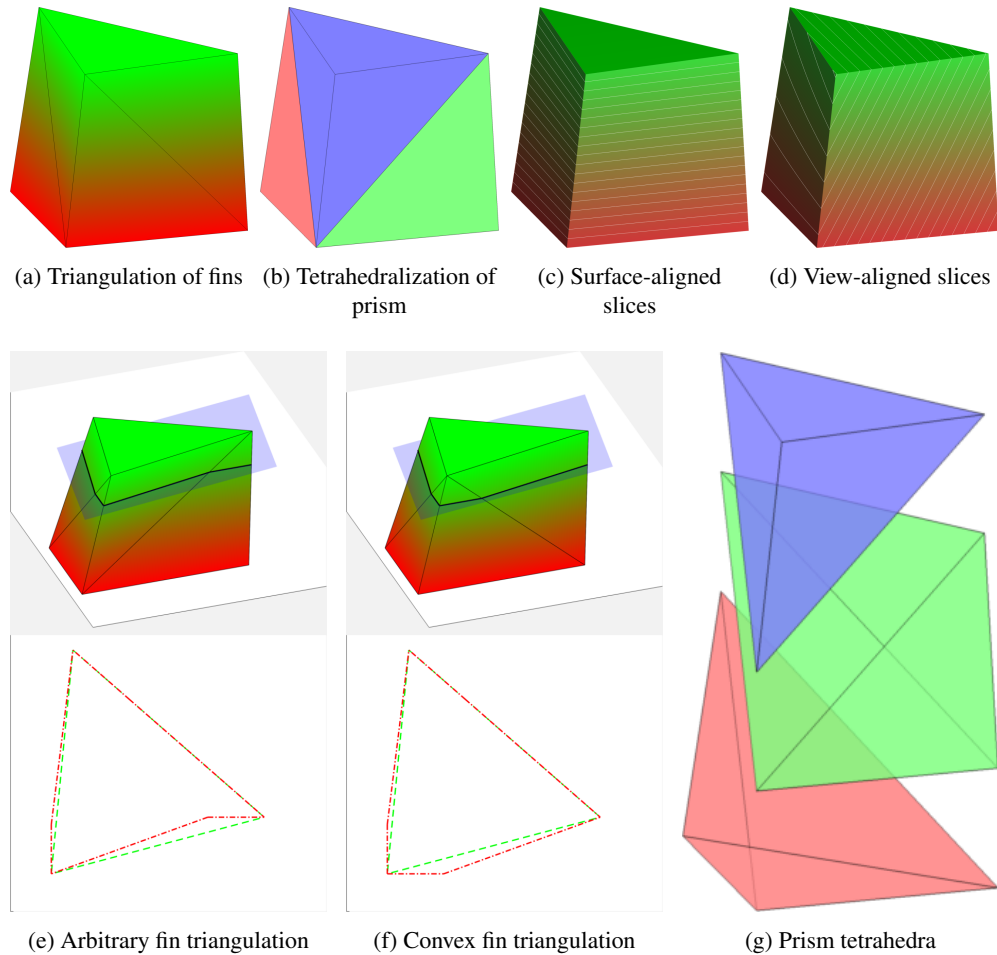 (a) Triangulation of fins
(b) Tetrahedralization of
prism
(c) Surface-aligned
slices
(d) View-aligned slices
(e) Arbitrary fin triangulation
(f) Convex fin triangulation
(g) Prism tetrahedra